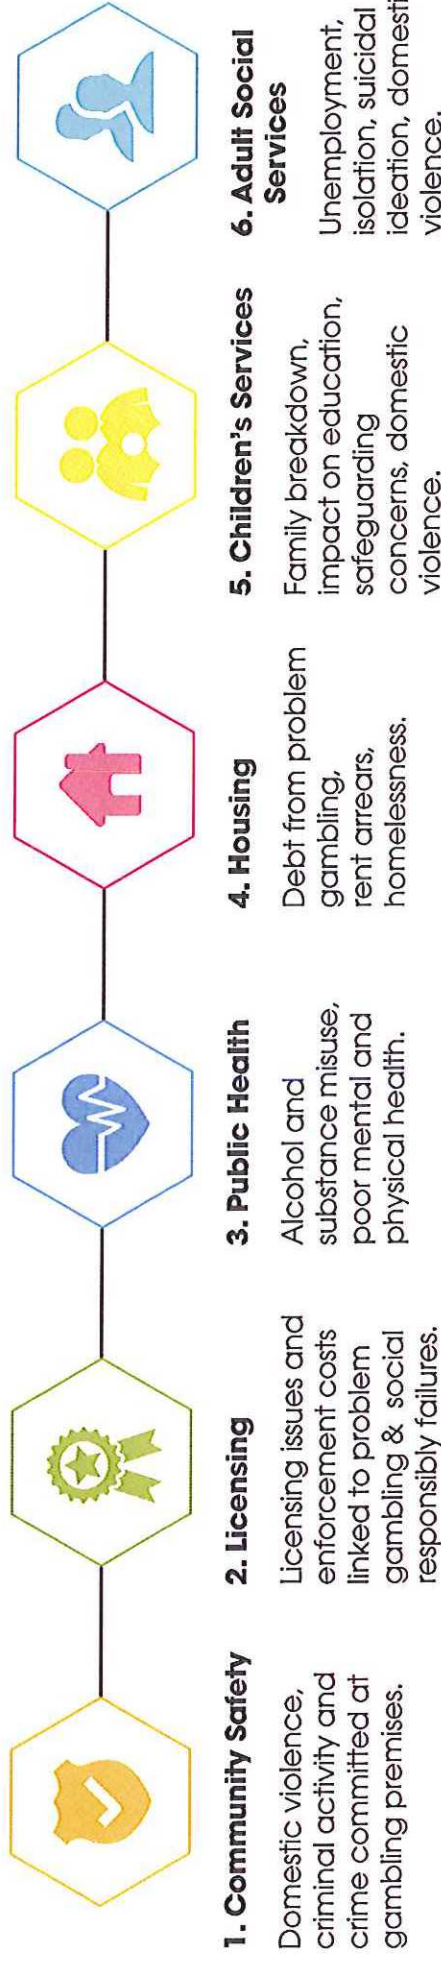 1. Community Safety
Domestic violence,
criminal activity and
crime committed at
gambling premises.
2. Licensing
Licensing issues and
enforcement costs
linked to problem
gambling & social
responsibly failures.
3. Public Health
Alcohol and
substance misuse,
poor mental and
physical health.
4. Housing
Debt from problem
gambling,
rent arrears,
homelessness.
5. Children's Services
Family breakdown,
impact on education,
safeguarding
concerns, domestic
violence.
6. Adult Social
Services
Unemployment,
isolation, suicidal
ideation, domesti
violence.